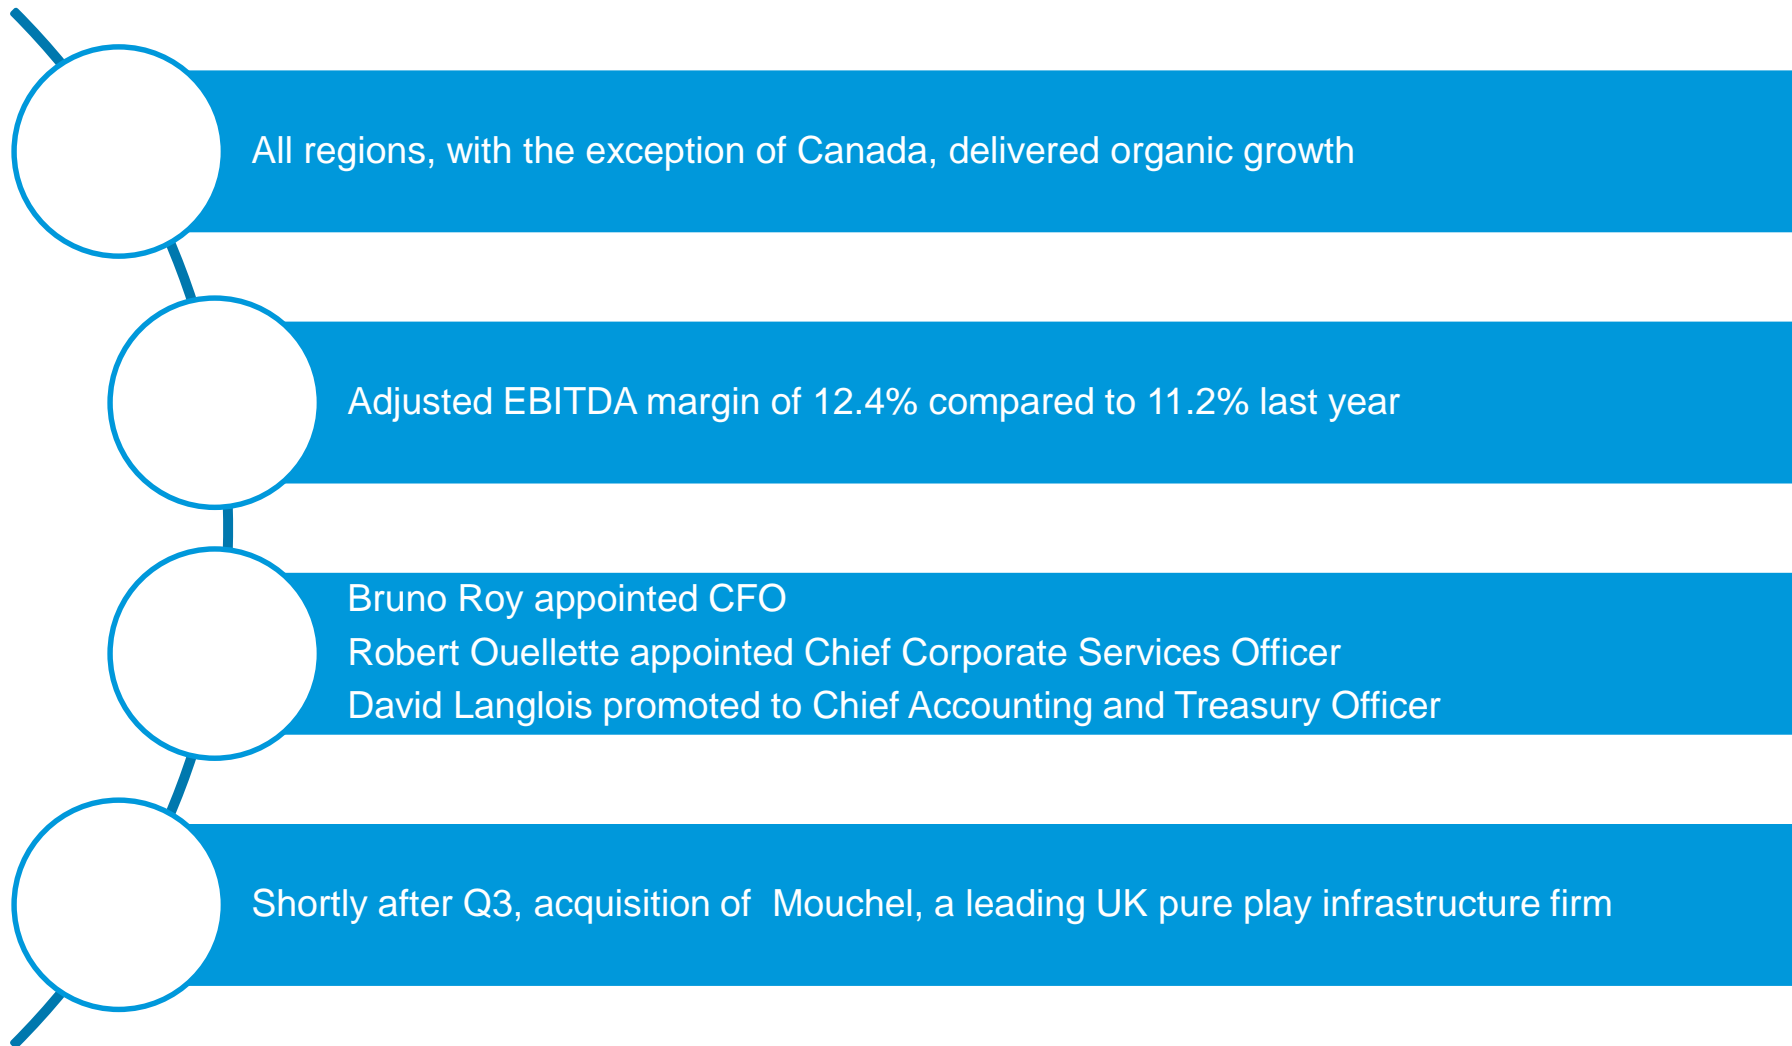 All regions, with the exception of Canada, delivered organic growth
Adjusted EBITDA margin of 12.4% compared to 11.2% last year
Bruno Roy appointed CFO
Robert Ouellette appointed Chief Corporate Services Officer
David Langlois promoted to Chief Accounting and Treasury Officer
Shortly after Q3, acquisition of  Mouchel, a leading UK pure play infrastructure firm